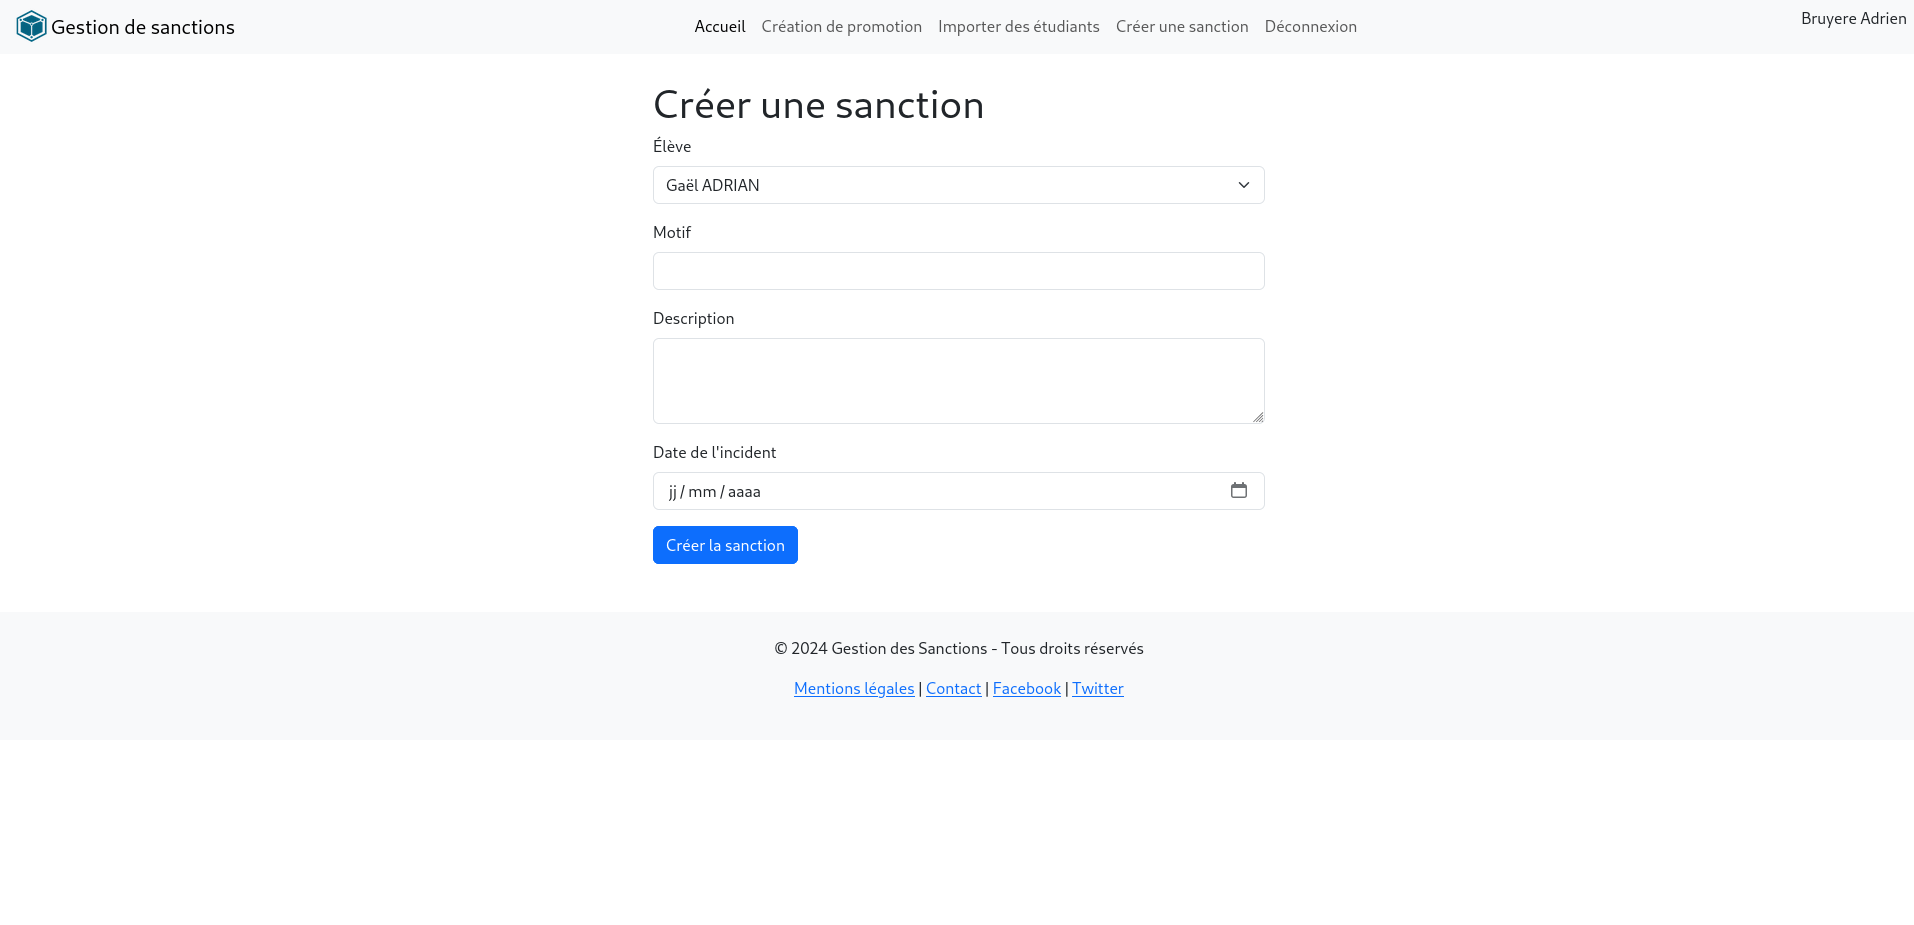 Gestion de sanctions
Accueil Création de promotion Importer des étudiants Créer une sanction Déconnexion
Bruyere Adrien
Créer une sanction
Élève
Gaël ADRIAN
Motif
Description
Date de l'incident
jj / mm / aaaa
Créer la sanction
© 2024 Gestion des Sanctions - Tous droits réservés
Mentions légales | Contact | Facebook | Twitter